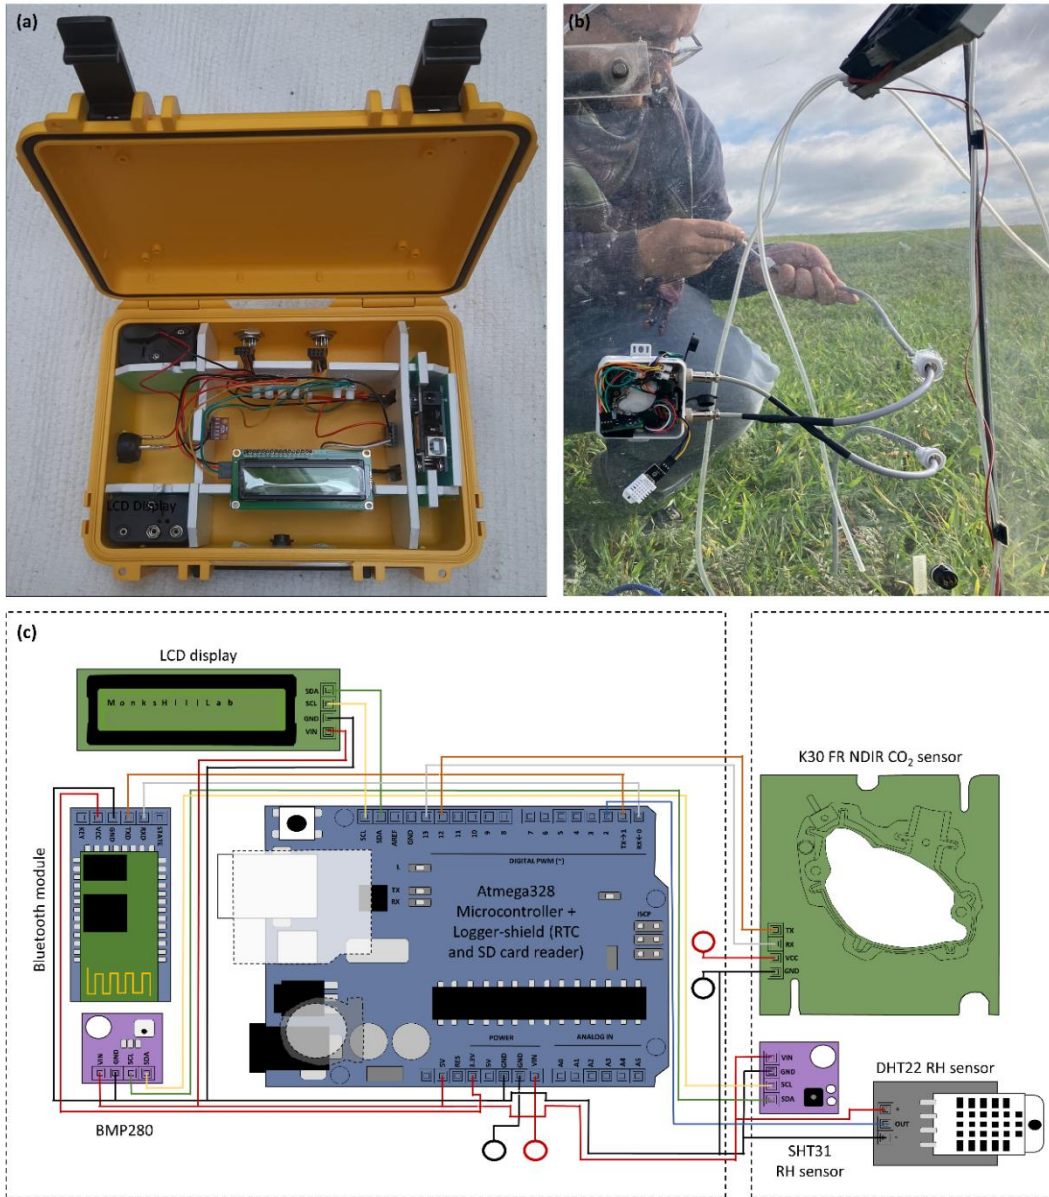 (a)
LCD Display
(b)
(c)
LCD display
MonksHillLab
SDA
SCL
GND
VIN
K30 FR NDIR CO₂ sensor
Bluetooth module
KEY
VCC
GND
TXD
RXD
STATE
SCL
SDA
AREF
GND
13
12
11
10
9
8
7
6
5
4
3
2
TX→1
RX←0
DIGITAL PWM (~)
L
TX
RX
ISCP
Atmega328
Microcontroller +
Logger-shield (RTC
and SD card reader)
TX
RX
VCC
GND
POWER
ANALOG IN
5V
RES
3.3V
5V
GND
GND
VIN
A0
A1
A2
A3
A4
A5
VIN
GND
SCL
SDA
BMP280
VIN
GND
SCL
SDA
DHT22 RH sensor
+
OUT
-
SHT31
RH sensor